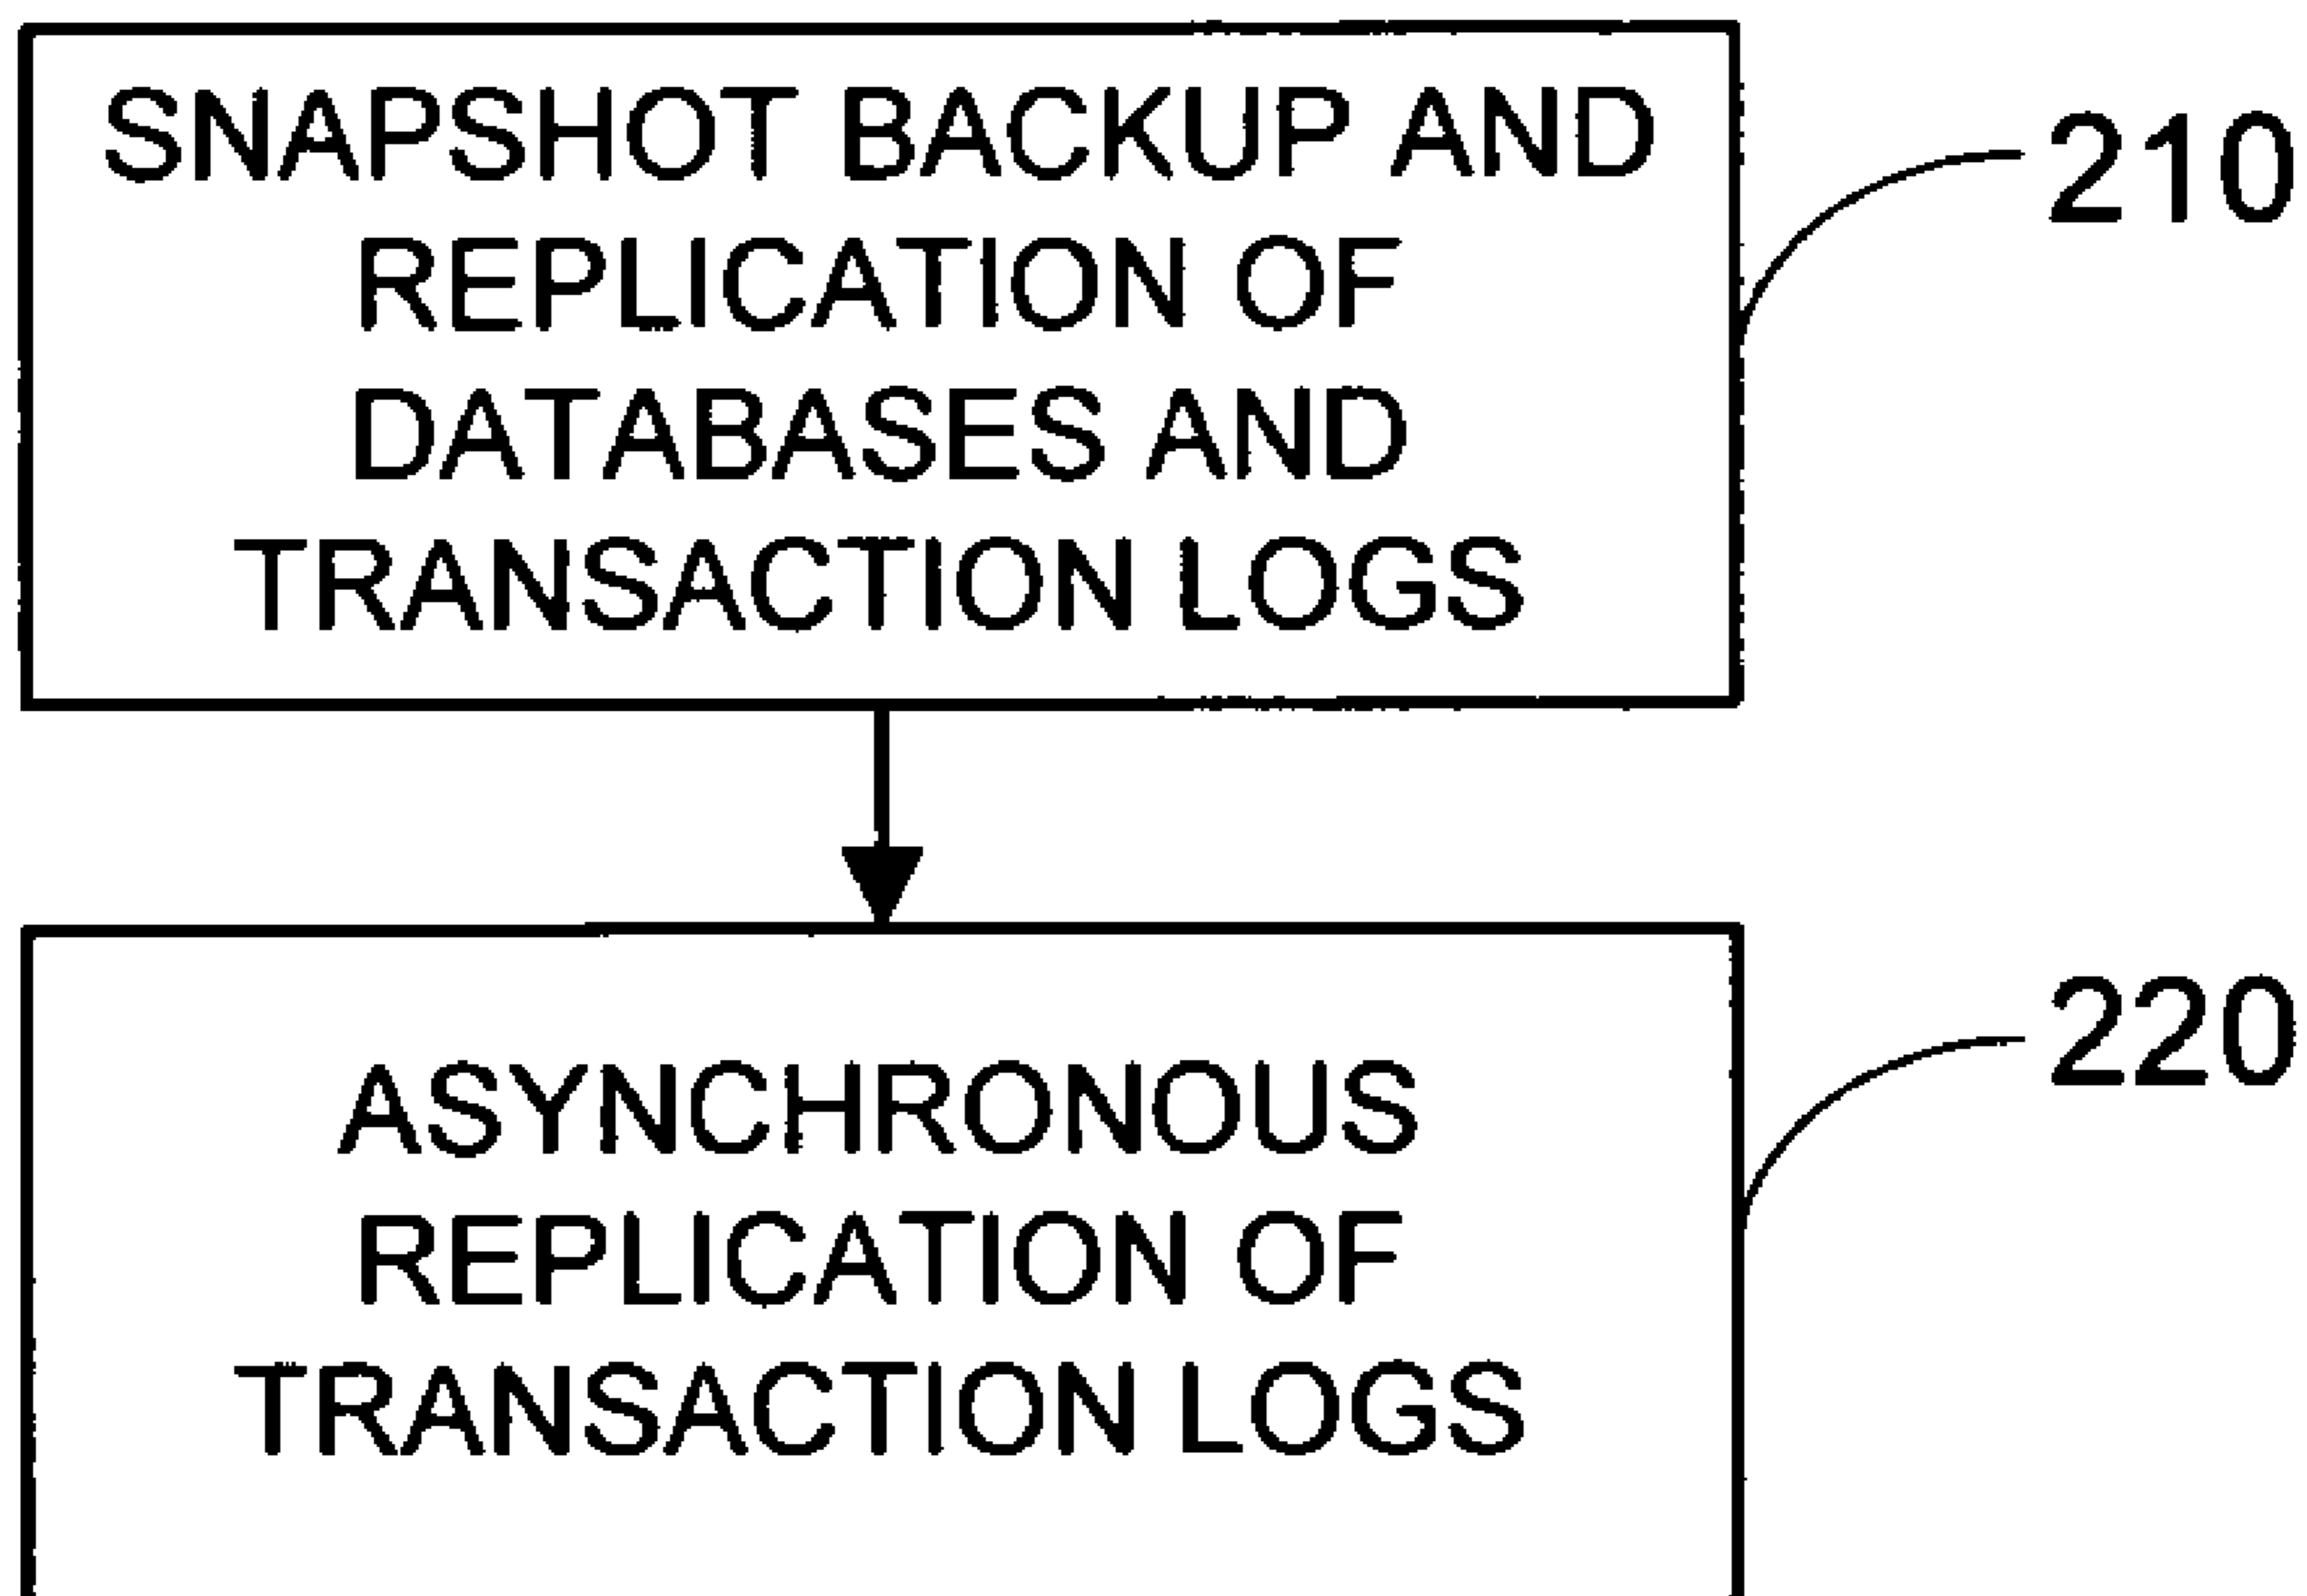 SNAPSHOT BACKUP AND
REPLICATION OF
DATABASES AND
TRANSACTION LOGS
210
ASYNCHRONOUS
REPLICATION OF
TRANSACTION LOGS
220